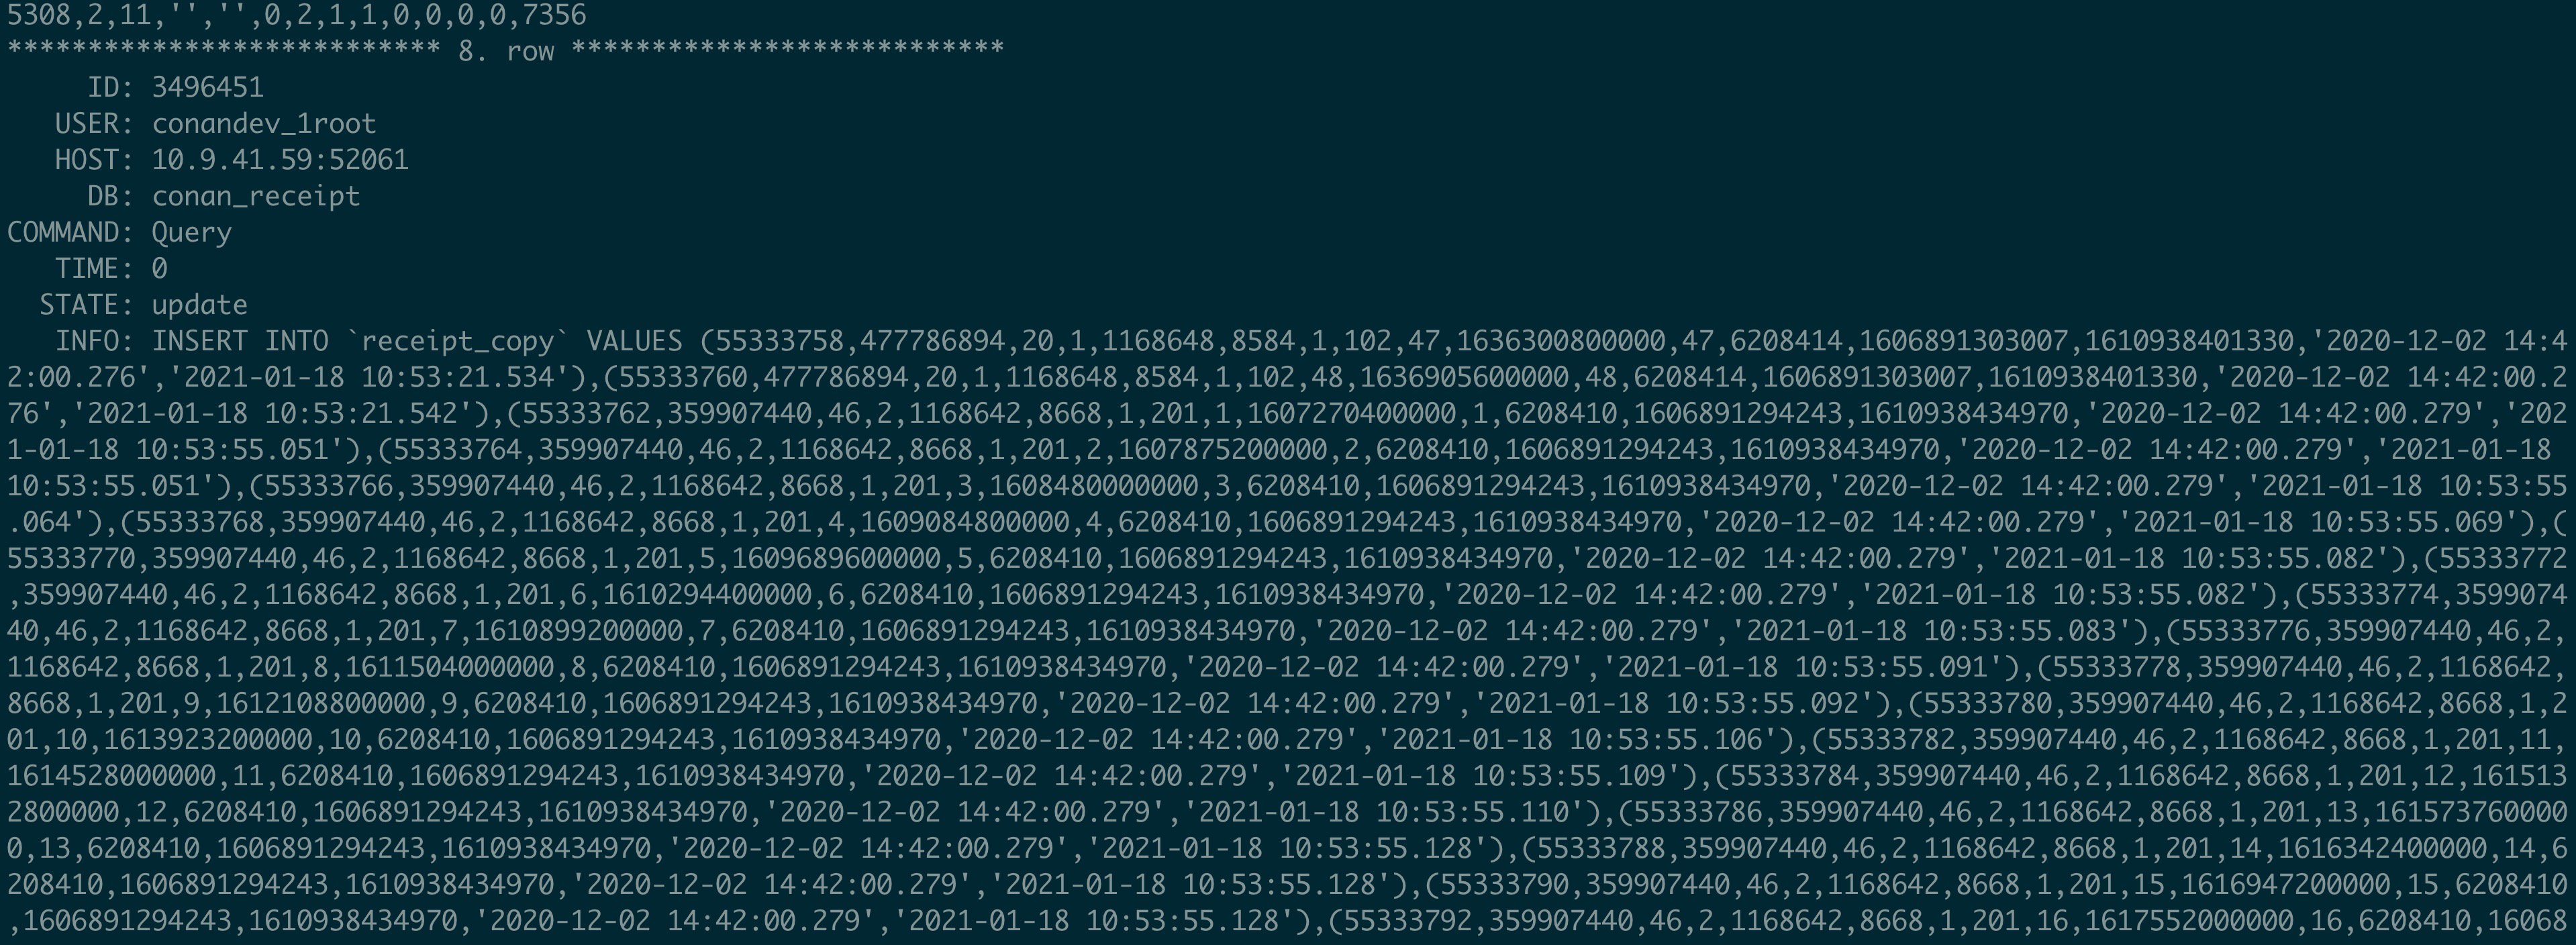 5308,2,11,'','',0,2,1,1,0,0,0,0,7356
*************************** 8. row ***************************
ID: 3496451
USER: conandev_1root
HOST: 10.9.41.59:52061
DB: conan_receipt
COMMAND: Query
TIME: 0
STATE: update
INFO: INSERT INTO `receipt_copy` VALUES (55333758,477786894,20,1,1168648,8584,1,102,47,1636300800000,47,6208414,1606891303007,1610938401330,'2020-12-02 14:4
2:00.276','2021-01-18 10:53:21.534'),(55333760,477786894,20,1,1168648,8584,1,102,48,1636905600000,48,6208414,1606891303007,1610938401330,'2020-12-02 14:42:00.2
76','2021-01-18 10:53:21.542'),(55333762,359907440,46,2,1168642,8668,1,201,1,1607270400000,1,6208410,1606891294243,1610938434970,'2020-12-02 14:42:00.279','202
1-01-18 10:53:55.051'),(55333764,359907440,46,2,1168642,8668,1,201,2,1607875200000,2,6208410,1606891294243,1610938434970,'2020-12-02 14:42:00.279','2021-01-18
10:53:55.051'),(55333766,359907440,46,2,1168642,8668,1,201,3,1608480000000,3,6208410,1606891294243,1610938434970,'2020-12-02 14:42:00.279','2021-01-18 10:53:55
.064'),(55333768,359907440,46,2,1168642,8668,1,201,4,1609084800000,4,6208410,1606891294243,1610938434970,'2020-12-02 14:42:00.279','2021-01-18 10:53:55.069'),(
55333770,359907440,46,2,1168642,8668,1,201,5,1609689600000,5,6208410,1606891294243,1610938434970,'2020-12-02 14:42:00.279','2021-01-18 10:53:55.082'),(55333772
,359907440,46,2,1168642,8668,1,201,6,1610294400000,6,6208410,1606891294243,1610938434970,'2020-12-02 14:42:00.279','2021-01-18 10:53:55.082'),(55333774,3599074
40,46,2,1168642,8668,1,201,7,1610899200000,7,6208410,1606891294243,1610938434970,'2020-12-02 14:42:00.279','2021-01-18 10:53:55.083'),(55333776,359907440,46,2,
1168642,8668,1,201,8,1611504000000,8,6208410,1606891294243,1610938434970,'2020-12-02 14:42:00.279','2021-01-18 10:53:55.091'),(55333778,359907440,46,2,1168642,
8668,1,201,9,1612108800000,9,6208410,1606891294243,1610938434970,'2020-12-02 14:42:00.279','2021-01-18 10:53:55.092'),(55333780,359907440,46,2,1168642,8668,1,2
01,10,1613923200000,10,6208410,1606891294243,1610938434970,'2020-12-02 14:42:00.279','2021-01-18 10:53:55.106'),(55333782,359907440,46,2,1168642,8668,1,201,11,
1614528000000,11,6208410,1606891294243,1610938434970,'2020-12-02 14:42:00.279','2021-01-18 10:53:55.109'),(55333784,359907440,46,2,1168642,8668,1,201,12,161513
2800000,12,6208410,1606891294243,1610938434970,'2020-12-02 14:42:00.279','2021-01-18 10:53:55.110'),(55333786,359907440,46,2,1168642,8668,1,201,13,161573760000
0,13,6208410,1606891294243,1610938434970,'2020-12-02 14:42:00.279','2021-01-18 10:53:55.128'),(55333788,359907440,46,2,1168642,8668,1,201,14,1616342400000,14,6
208410,1606891294243,1610938434970,'2020-12-02 14:42:00.279','2021-01-18 10:53:55.128'),(55333790,359907440,46,2,1168642,8668,1,201,15,1616947200000,15,6208410
,1606891294243,1610938434970,'2020-12-02 14:42:00.279','2021-01-18 10:53:55.128'),(55333792,359907440,46,2,1168642,8668,1,201,16,1617552000000,16,6208410,16068